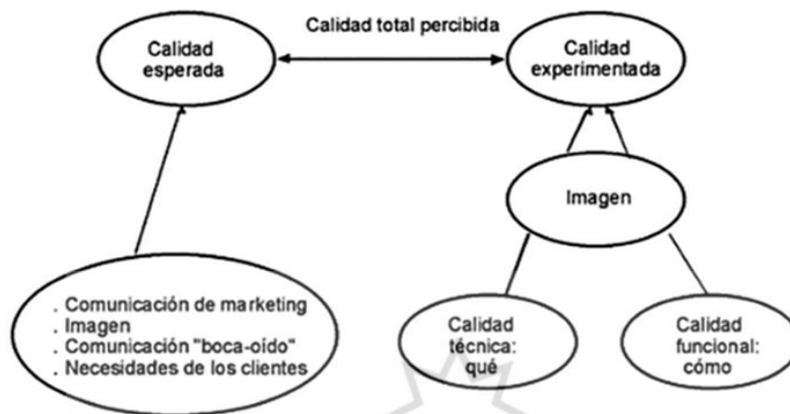 Calidad total percibida
Calidad
esperada
Calidad
experimentada
Imagen
. Comunicación de marketing
. Imagen
. Comunicación "boca-oído"
. Necesidades de los clientes
Calidad
técnica:
qué
Calidad
funcional:
cómo